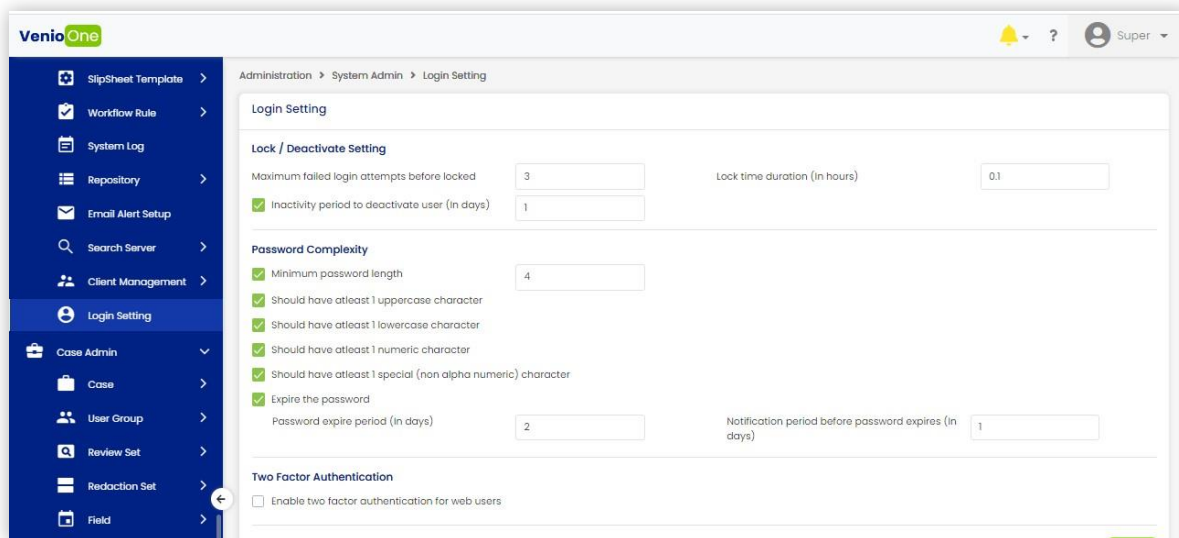 VenioOne
? Super
SlipSheet Template
Workflow Rule
System Log
Repository
Email Alert Setup
Search Server
Client Management
Login Setting
Case Admin
Case
User Group
Review Set
Redaction Set
Field
Administration > System Admin > Login Setting
Login Setting
Lock / Deactivate Setting
Maximum failed login attempts before locked 3 Lock time duration (In hours) 0.1
Inactivity period to deactivate user (In days) 1
Password Complexity
Minimum password length 4
Should have atleast 1 uppercase character
Should have atleast 1 lowercase character
Should have atleast 1 numeric character
Should have atleast 1 special (non alpha numeric) character
Expire the password
Password expire period (In days) 2 Notification period before password expires (In
days) 1
Two Factor Authentication
Enable two factor authentication for web users